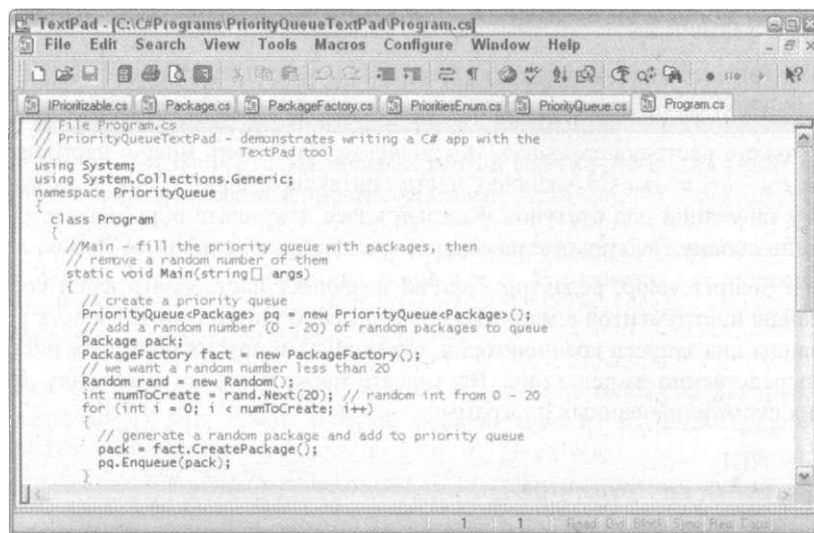 TextPad - [C:\C#Programs\PriorityQueueTextPad\Program.cs]
File Edit Search View Tools Macros Configure Window Help
IPrioritizable.cs Package.cs PackageFactory.cs PrioritiesEnum.cs PriorityQueue.cs Program.cs
// File Program.cs
// PriorityQueueTextPad - demonstrates writing a C# app with the
// TextPad tool
using System;
using System.Collections.Generic;
namespace PriorityQueue
{
class Program
{
//Main - fill the priority queue with packages, then
// remove a random number of them
static void Main(string[] args)
{
// create a priority queue
PriorityQueue<Package> pq = new PriorityQueue<Package>();
// add a random number (0 - 20) of random packages to queue
Package pack;
PackageFactory fact = new PackageFactory();
// we want a random number less than 20
Random rand = new Random();
int numToCreate = rand.Next(20); // random int from 0 - 20
for (int i = 0; i < numToCreate; i++)
{
// generate a random package and add to priority queue
pack = fact.CreatePackage();
pq.Enqueue(pack);
}
1 1 Read Ovr Block Sync Rec Caps